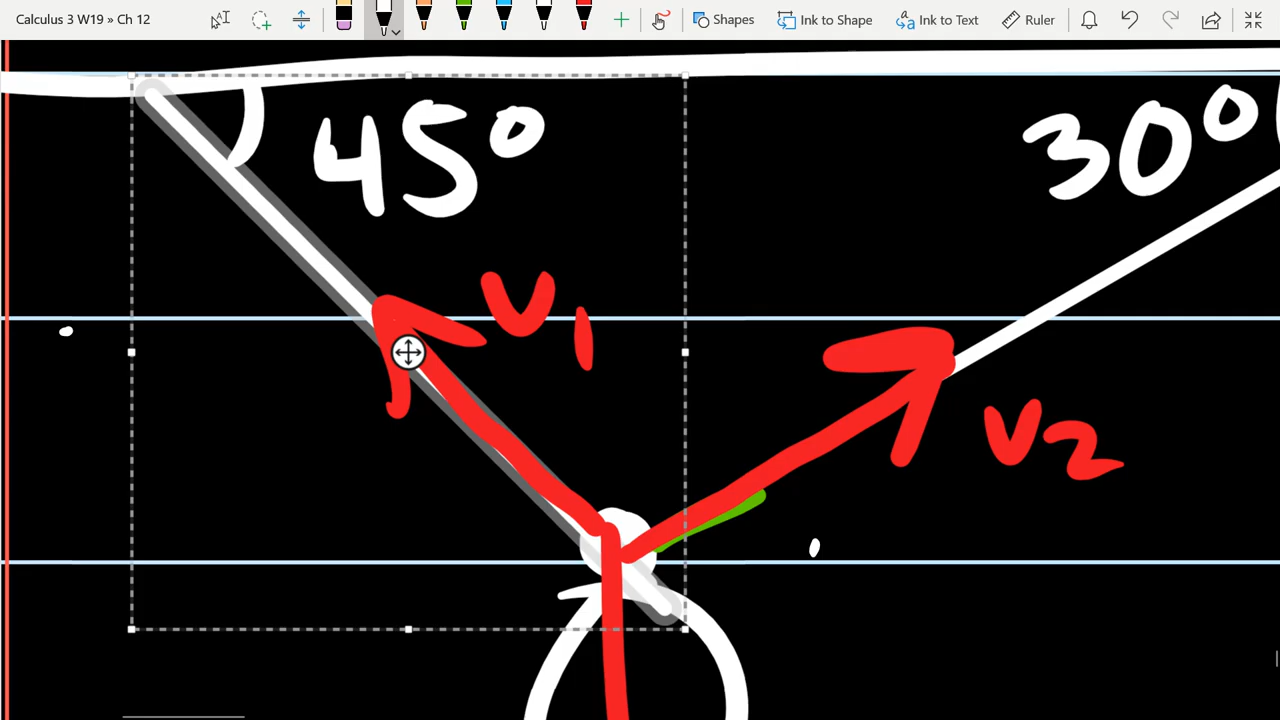 Calculus 3 W19 » Ch 12
Shapes
Ink to Shape
Ink to Text
Ruler
45°
30°
V1
V2